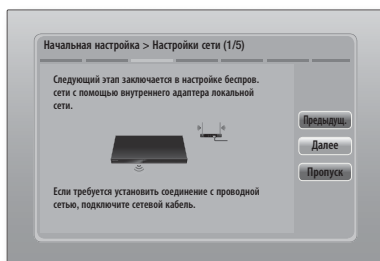 Начальная настройка > Настройки сети (1/5)
Следующий этап заключается в настройке беспров.
сети с помощью внутреннего адаптера локальной
сети.
Предыдущ.
Далее
Пропуск
Если требуется установить соединение с проводной
сетью, подключите сетевой кабель.